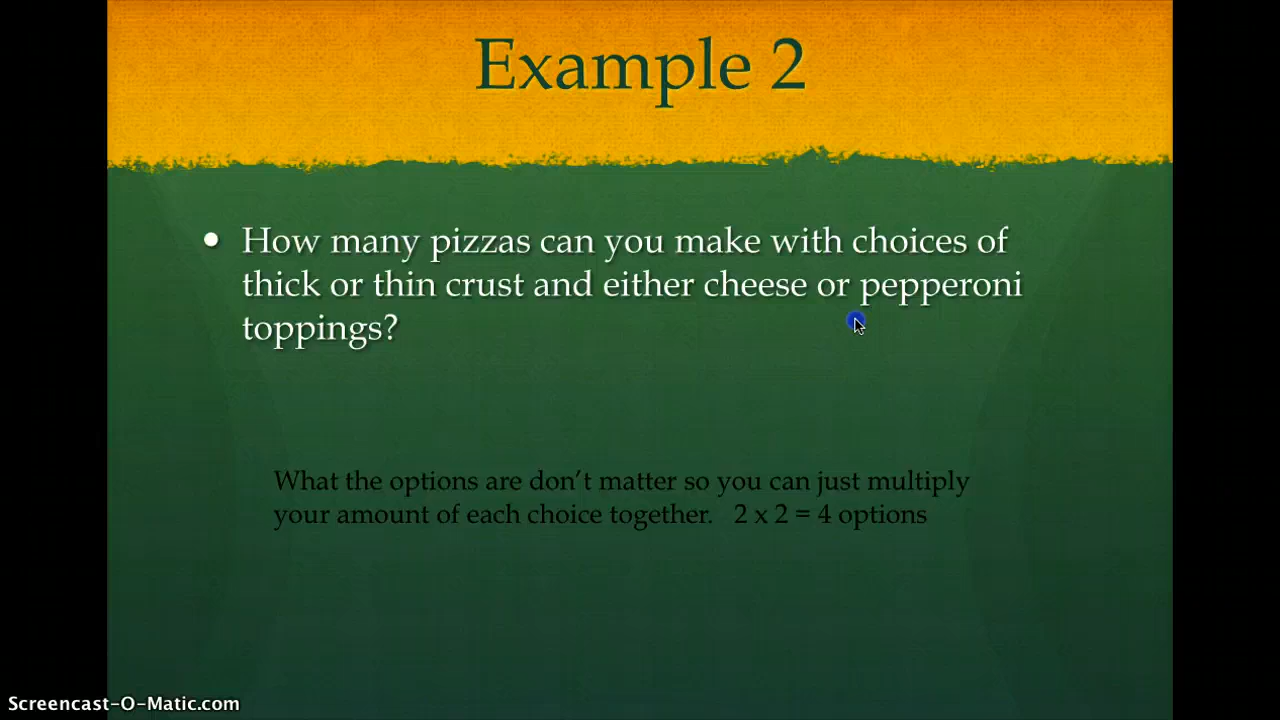 Example 2
• How many pizzas can you make with choices of
thick or thin crust and either cheese or pepperoni
toppings?
What the options are don’t matter so you can just multiply
your amount of each choice together. 2 x 2 = 4 options
Screencast-O-Matic.com